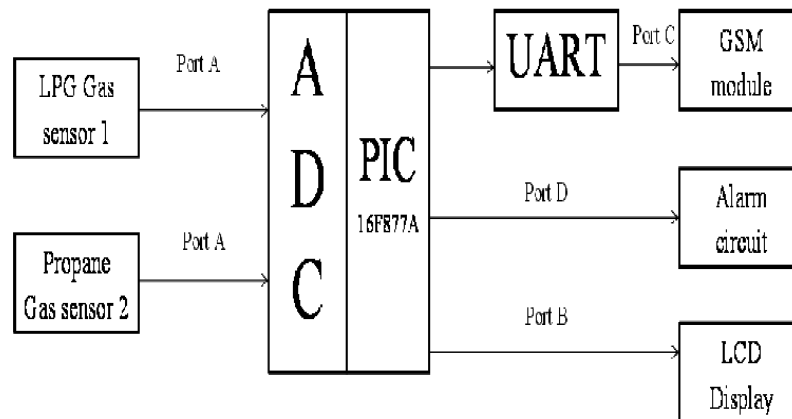 Port A
LPG Gas
sensor 1
Port A
Propane
Gas sensor 2
A
D
C
PIC
16F877A
UART
Port C
GSM
module
Port D
Alarm
circuit
Port B
LCD
Display